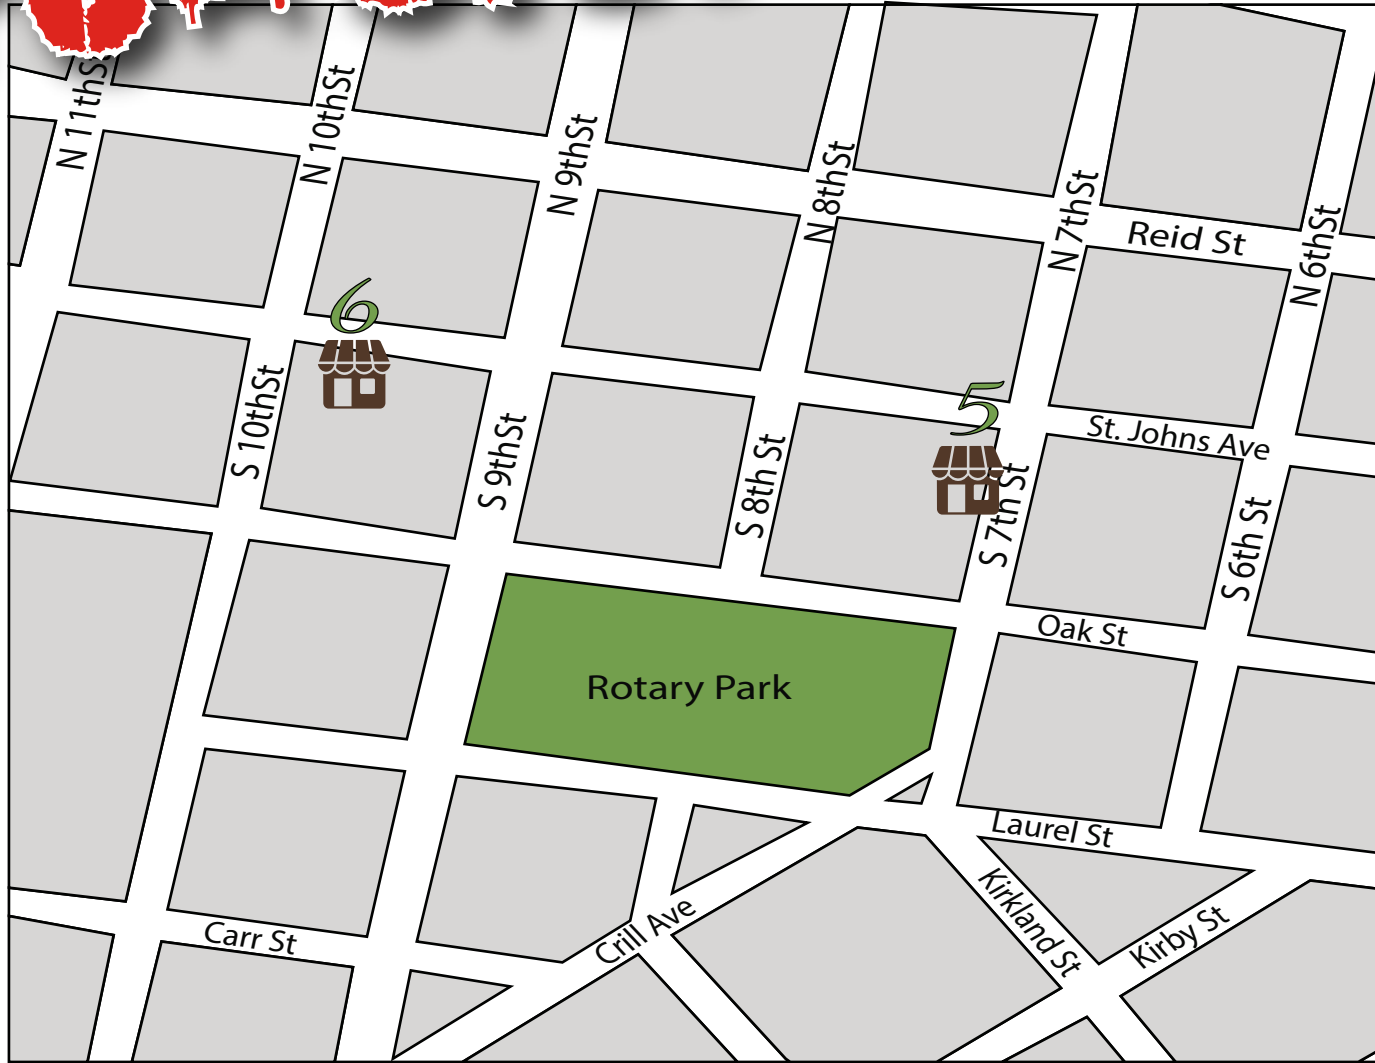 N 11thSt
N 10thSt
N 9thSt
N 8thSt
N 7thSt
Reid St
N 6thSt
6
5
St. Johns Ave
S 10thSt
S 9thSt
S 8th St
S 7th St
S 6th St
Oak St
Rotary Park
Laurel St
Kirkland St
Kirby St
Crill Ave
Carr St